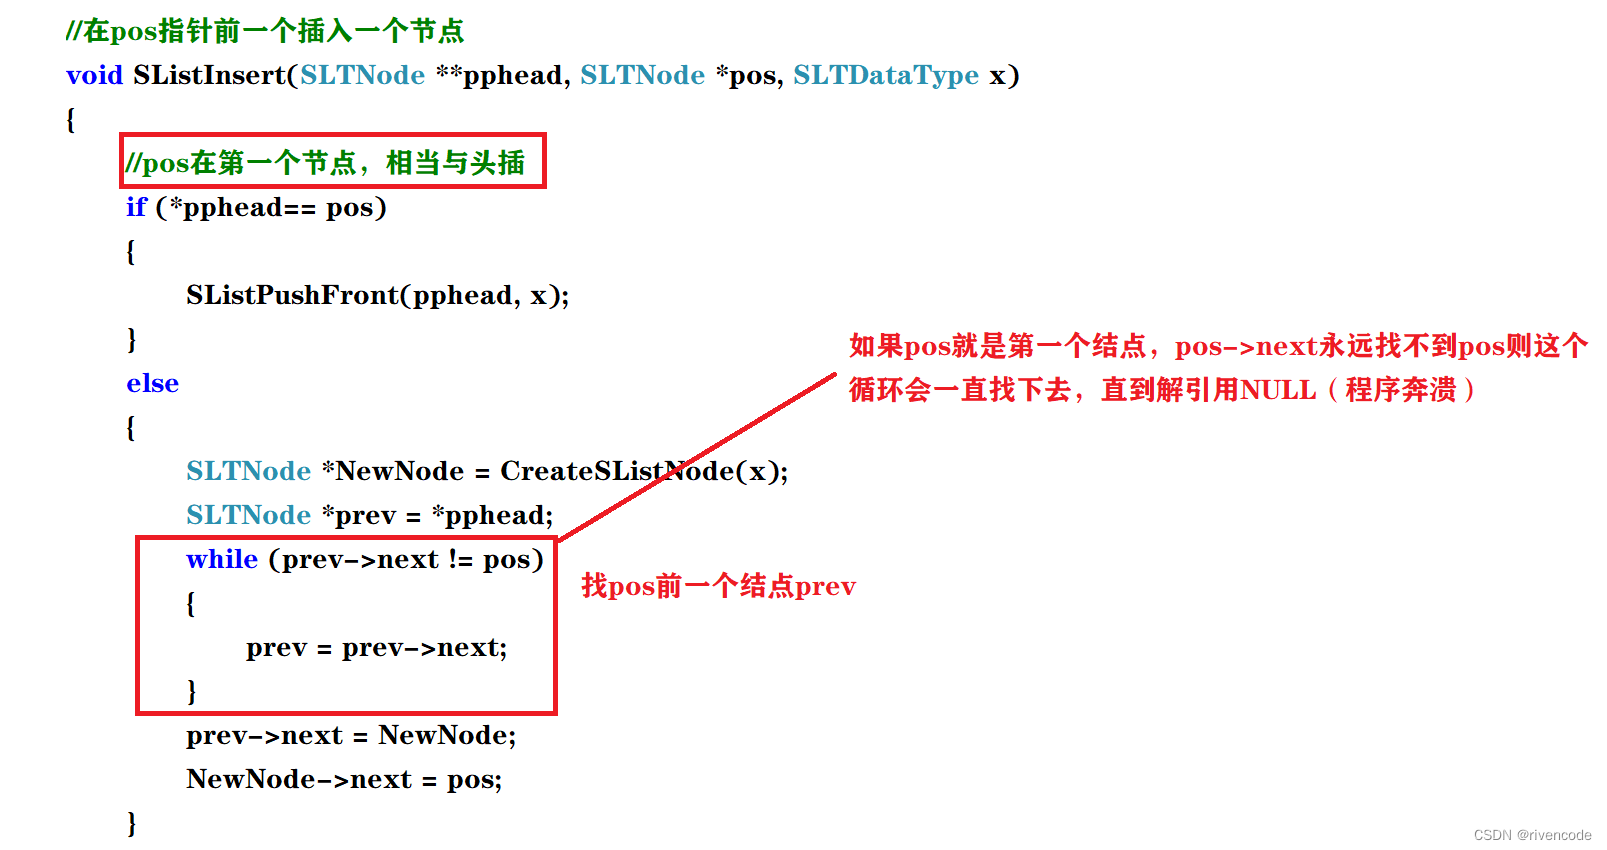 //在pos指针前一个插入一个节点
void SListInsert(SLTNode **pphead, SLTNode *pos, SLTDataType x)
{
//pos在第一个节点，相当与头插
if (*pphead== pos)
{
SListPushFront(pphead, x);
}
else
{
SLTNode *NewNode = CreateSListNode(x);
SLTNode *prev = *pphead;
while (prev->next != pos)
{
prev = prev->next;
}
prev->next = NewNode;
NewNode->next = pos;
}
如果pos就是第一个结点，pos->next永远找不到pos则这个
循环会一直找下去，直到解引用NULL（程序奔溃）
找pos前一个结点prev
CSDN @rivencode